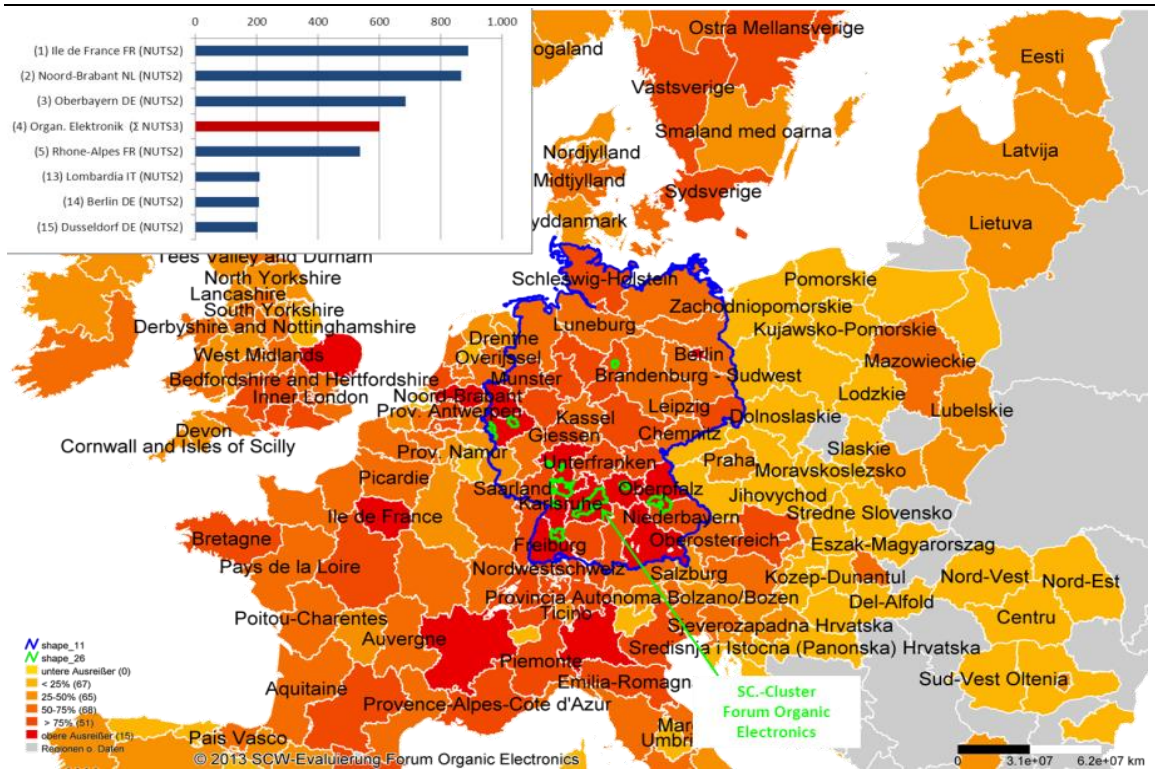 0
200
400
600
800
1.000
(1) Ile de France FR (NUTS2)
(2) Noord-Brabant NL (NUTS2)
(3) Oberbayern DE (NUTS2)
(4) Organ. Elektronik (Σ NUTS3)
(5) Rhone-Alpes FR (NUTS2)
(13) Lombardia IT (NUTS2)
(14) Berlin DE (NUTS2)
(15) Dusseldorf DE (NUTS2)
ogaland
Ostra Mellansverige
Eesti
Vastsverige
Smaland med oarna
Latvija
Nordjylland
Midtjylland
Sydsverige
Lietuva
yddanmark
Tees Valley and Durham
North Yorkshire
Lancashire
South Yorkshire
Derbyshire and Nottinghamshire
West Midlands
Bedfordshire and Hertfordshire
Inner London
Devon
Cornwall and Isles of Scilly
Schleswig-Holstein
Pomorskie
Zachodniopomorskie
Luneburg
Kujawsko-Pomorskie
Drenthe
Overijssel
Berlin
Mazowieckie
Munster
Brandenburg - Sudwest
Noord-Brabant
Lodzkie
Prov. Antwerpen
Kassel
Leipzig
Dolnoslaskie
Lubelskie
Giessen
Chemnitz
Slaskie
Prov. Namur
Unterfranken
Praha
Moravskoslezsko
Picardie
Saarland
Oberpfalz
Jihovychod
Karlsruhe
Stredne Slovensko
Ile de France
Niederbayern
Bretagne
Freiburg
Oberosterreich
Eszak-Magyarorszag
Pays de la Loire
Nordwestschweiz
Salzburg
Kozep-Dunantul
Nord-Vest
Nord-Est
Provincia Autonoma Bolzano/Bozen
Del-Alfold
Poitou-Charentes
Ticino
Centru
Sjeverozapadna Hrvatska
Auvergne
Sredisnja i Istocna (Panonska) Hrvatska
Piemonte
Aquitaine
Emilia-Romagn
Sud-Vest Oltenia
Provence-Alpes-Cote d'Azur
SC.-Cluster
Forum Organic
Electronics
Mar
Pais Vasco
Umbri
shape_11
shape_26
untere Ausreißer (0)
< 25% (67)
25-50% (65)
50-75% (68)
> 75% (51)
obere Ausreißer (15)
Regionen o. Daten
© 2013 SCW-Evaluierung Forum Organic Electronics
0
3.1e+07
6.2e+07 km